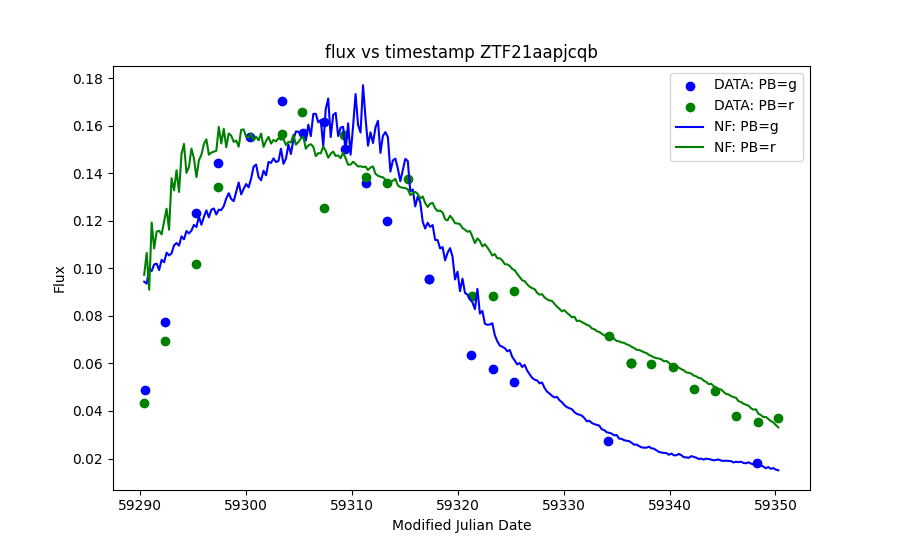 flux vs timestamp ZTF21aapjcqb
DATA: PB=g
DATA: PB=r
NF: PB=g
NF: PB=r
0.18
0.16
0.14
0.12
0.10
0.08
0.06
0.04
0.02
Flux
59290 59300 59310 59320 59330 59340 59350
Modified Julian Date